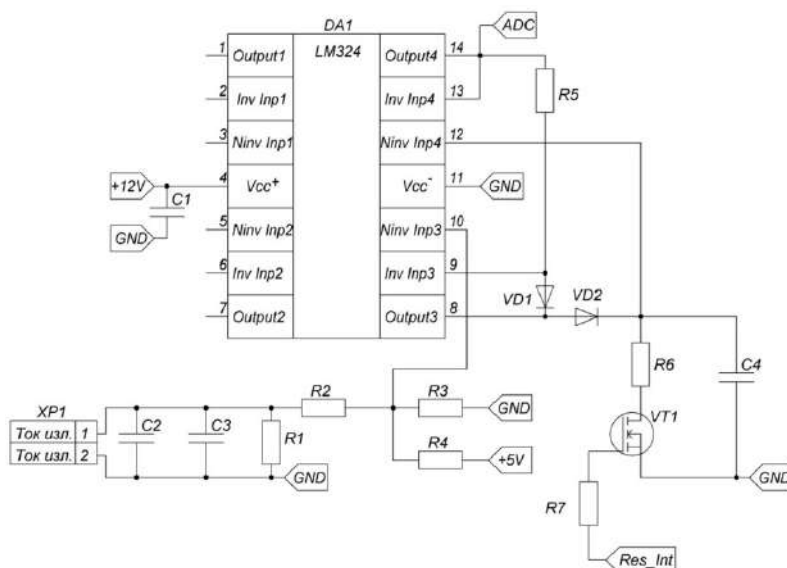 DA1
LM324
ADC
1 Output1 Output4 14
2 Inv Inp1 Inv Inp4 13
R5
3 Ninv Inp1 Ninv Inp4 12
+12V 4 Vcc+ Vcc- 11 GND
C1
GND
5 Ninv Inp2 Ninv Inp3 10
6 Inv Inp2 Inv Inp3 9
VD1 VD2
7 Output2 Output3 8
R6 C4
XP1
R2 R3
GND
VT1
Ток изл. 1
Ток изл. 2
C2 C3 R1
R4
+5V
GND
GND
R7
Res_Int